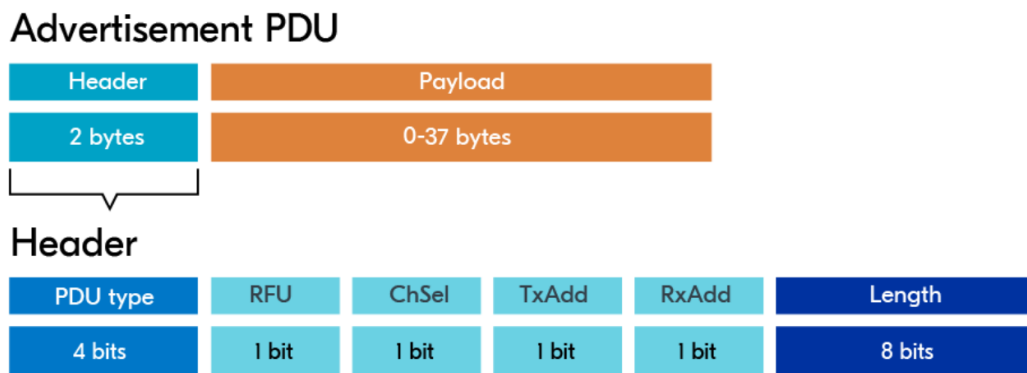 Advertisement PDU
Header Payload
2 bytes 0-37 bytes
Header
PDU type RFU ChSel TxAdd RxAdd Length
4 bits 1 bit 1 bit 1 bit 1 bit 8 bits